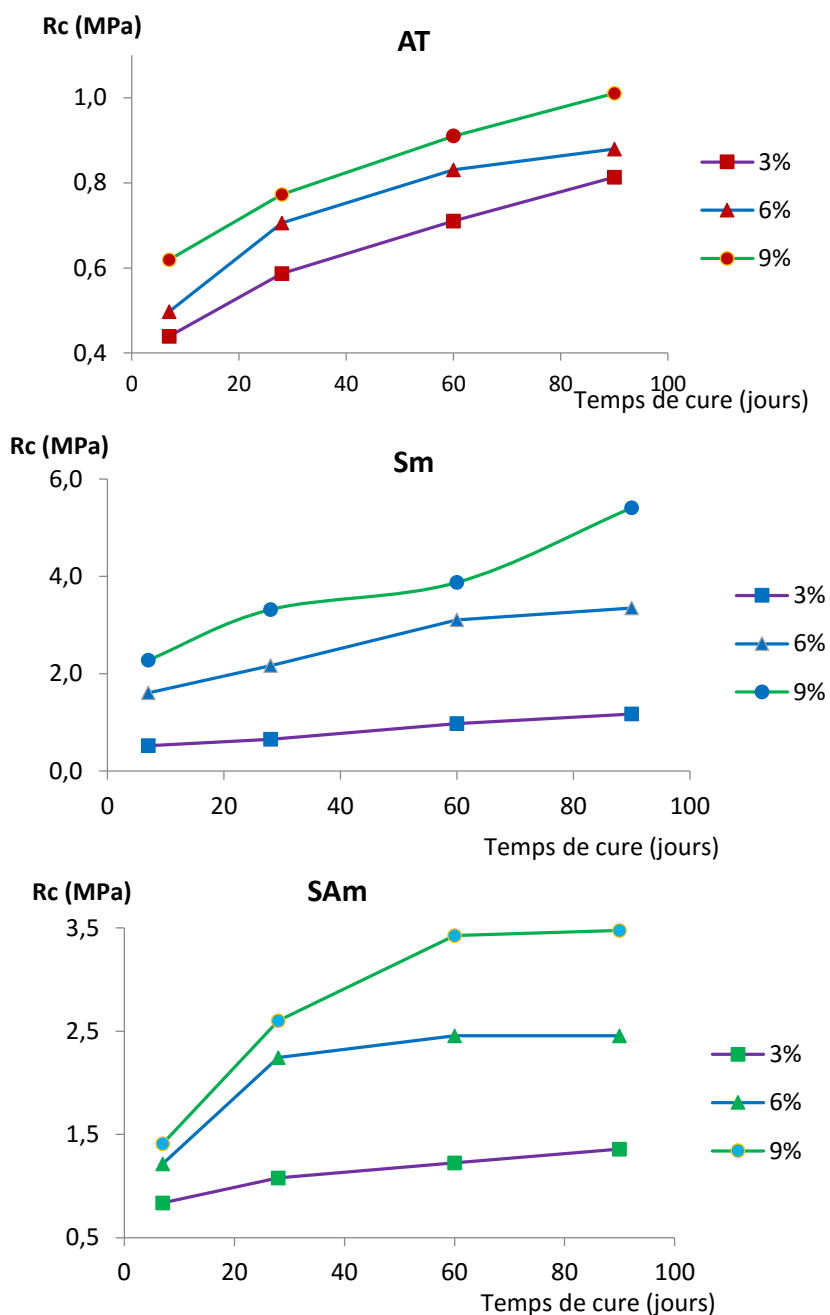 Rc (MPa)
AT
1,0
0,8
0,6
0,4
0 20 40 60 80 100
Temps de cure (jours)
3%
6%
9%
Rc (MPa)
Sm
6,0
4,0
2,0
0,0
0 20 40 60 80 100
Temps de cure (jours)
3%
6%
9%
Rc (MPa)
SAm
3,5
2,5
1,5
0,5
0 20 40 60 80 100
Temps de cure (jours)
3%
6%
9%